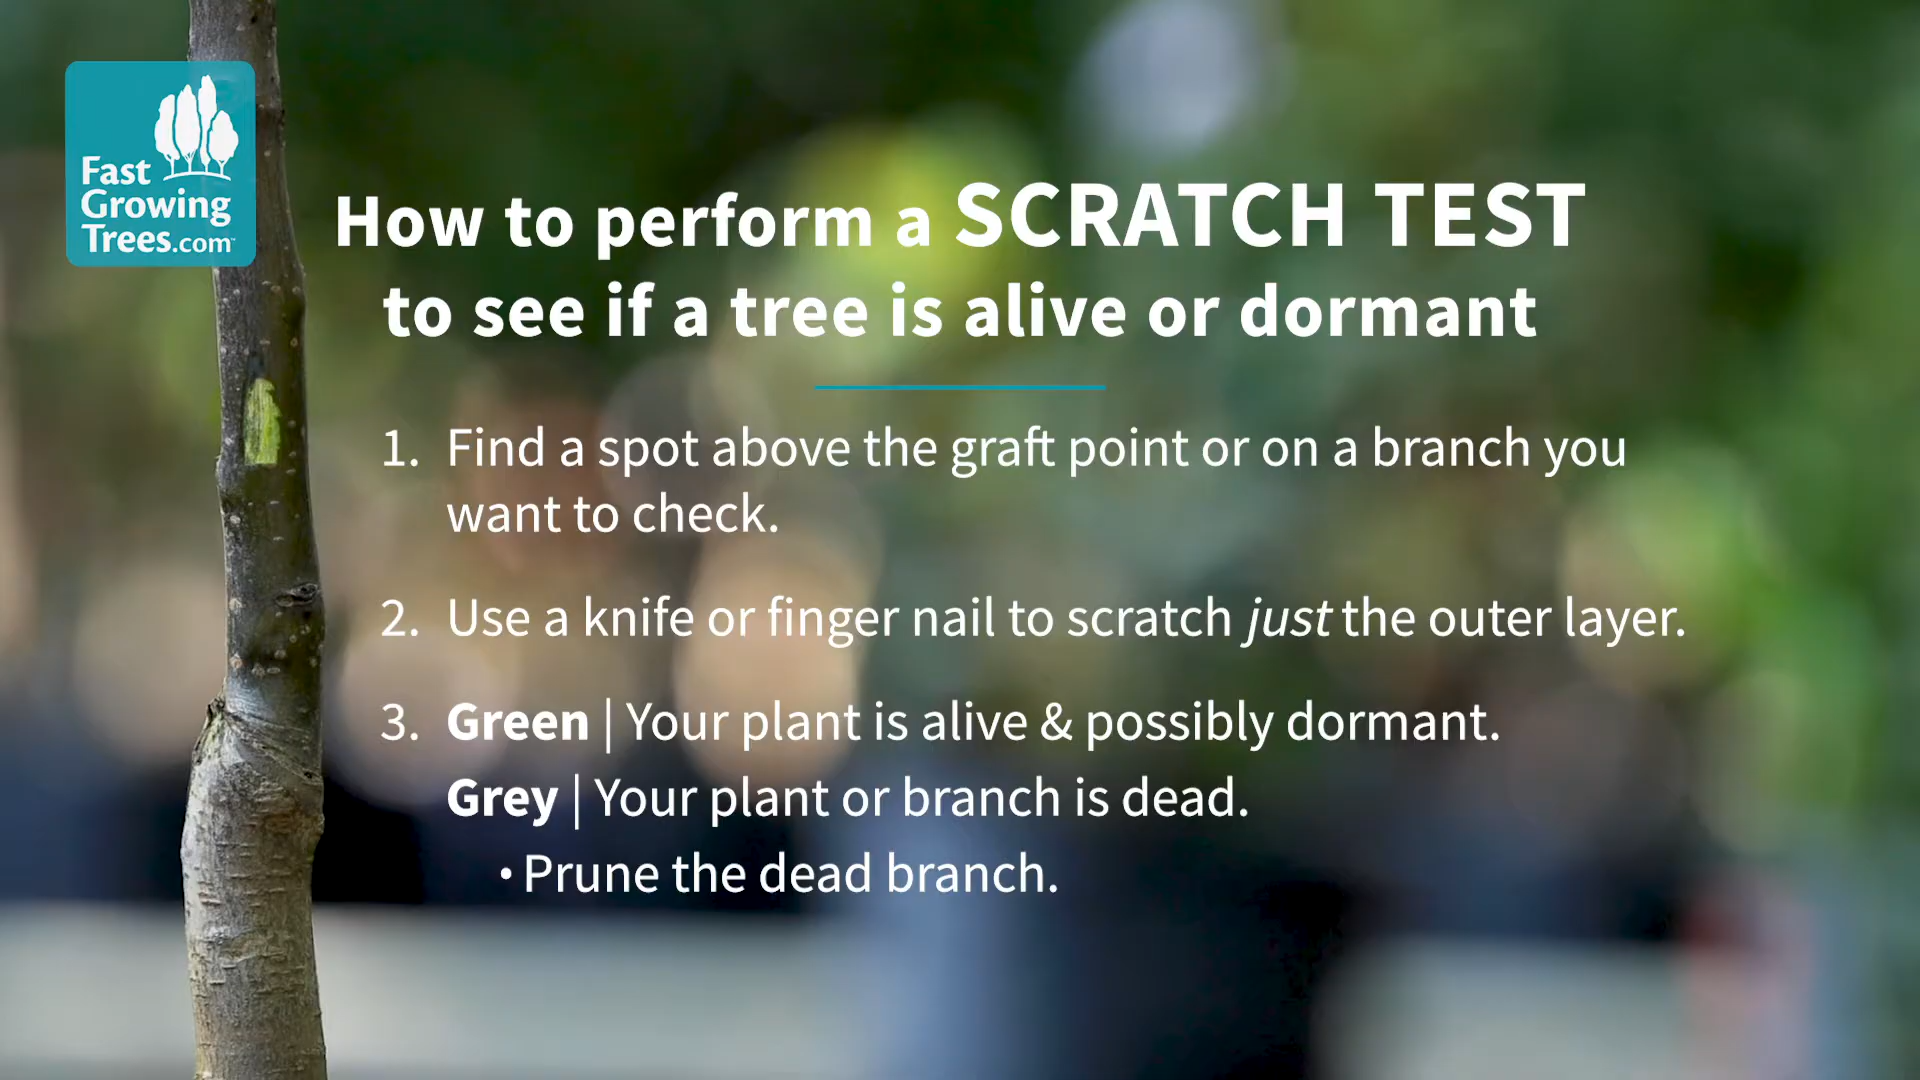 Fast
Growing
Trees.com
How to perform a SCRATCH TEST
to see if a tree is alive or dormant
1. Find a spot above the graft point or on a branch you
want to check.
2. Use a knife or finger nail to scratch just the outer layer.
3. Green | Your plant is alive & possibly dormant.
Grey | Your plant or branch is dead.
• Prune the dead branch.